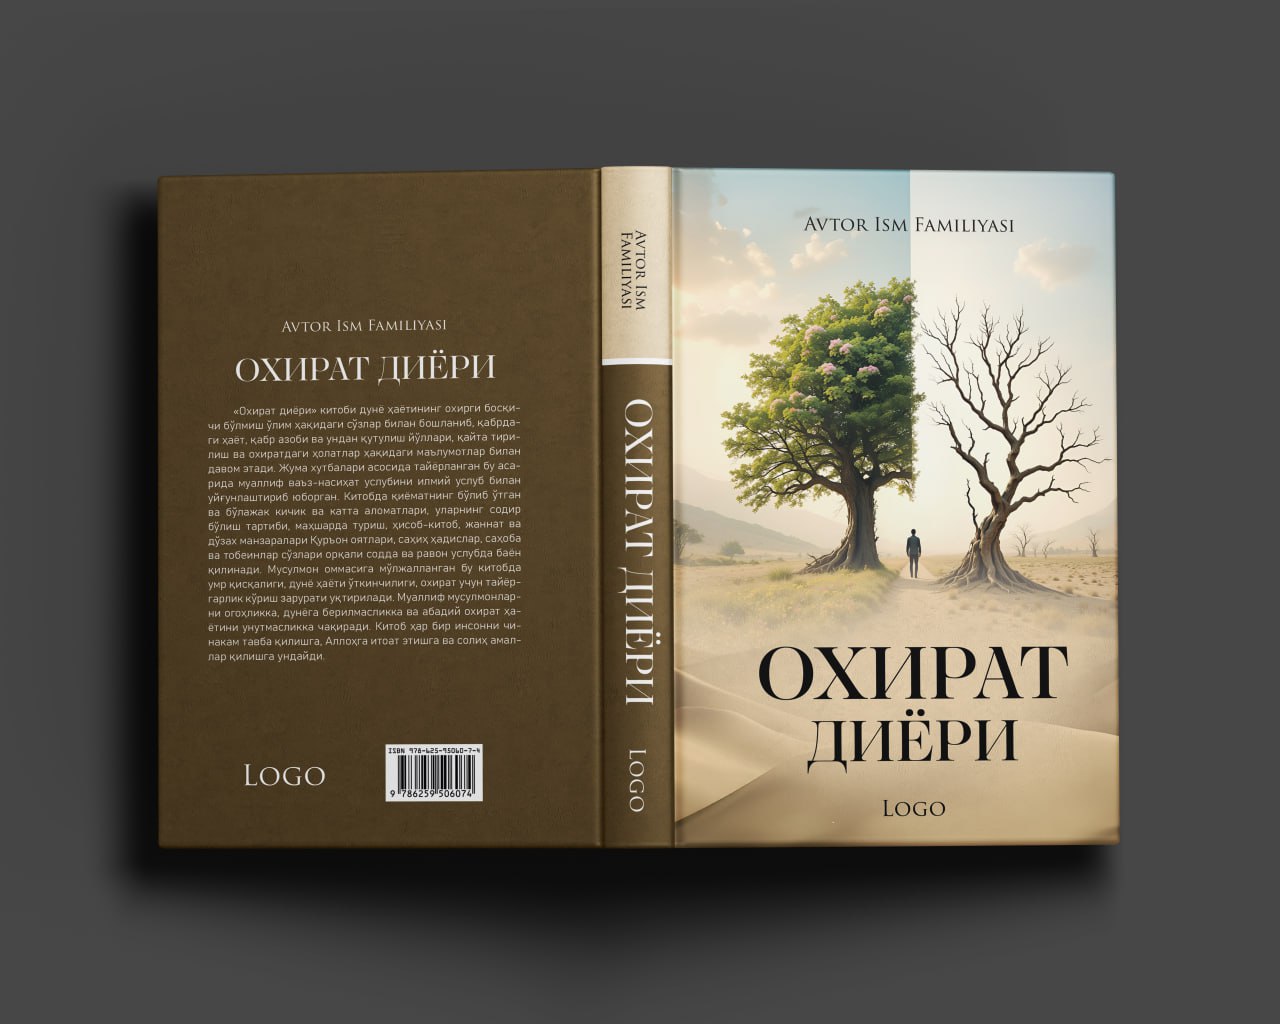 Avtor Ism Familiyasi
ОХИРАТ ДИЁРИ
«Охират диёри» китоби дунё ҳаётининг охирги босқи-
чи бўлмиш ўлим ҳақидаги сўзлар билан бошланиб, қабрда-
ги ҳаёт, қабр азоби ва ундан қутулиш йўллари, қайта тири-
лиш ва охиратдаги ҳолатлар ҳақидаги маълумотлар билан
давом этади. Жума хутбалари асосида тайёрланган бу аса-
рида муаллиф ваъз-насиҳат услубини илмий услуб билан
уйғунлаштириб юборган. Китобда қиёматнинг бўлиб ўтган
ва бўлажак кичик ва катта аломатлари, уларнинг содир
бўлиш тартиби, маҳшарда туриш, ҳисоб-китоб, жаннат ва
дўзах манзаралари Қуръон оятлари, саҳиҳ ҳадислар, саҳоба
ва тобеинлар сўзлари орқали содда ва равон услубда баён
қилинади. Мусулмон оммасига мўлжалланган бу китобда
умр қисқалиги, дунё ҳаёти ўткинчилиги, охират учун тайёр-
гарлик кўриш зарурати уқтирилади. Муаллиф мусулмонлар-
ни огоҳликка, дунёга берилмасликка ва абадий охират ҳа-
ётини унутмасликка чақиради. Китоб ҳар бир инсонни чи-
накам тавба қилишга, Аллоҳга итоат этишга ва солиҳ амал-
лар қилишга ундайди.
Logo
ISBN 978-625-95060-7-4
9 786259 506074
Avtor Ism
Familiyasi
ОХИРАТ ДИЁРИ
Logo
Avtor Ism Familiyasi
ОХИРАТ
ДИЁРИ
Logo